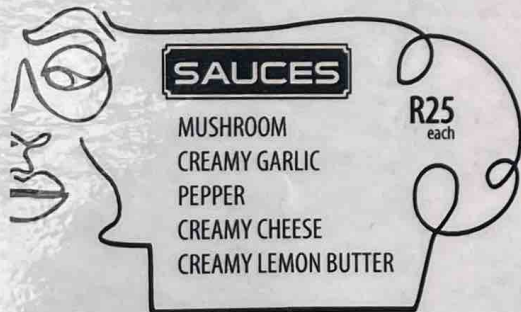 SAUCES
R25
each
MUSHROOM
CREAMY GARLIC
PEPPER
CREAMY CHEESE
CREAMY LEMON BUTTER